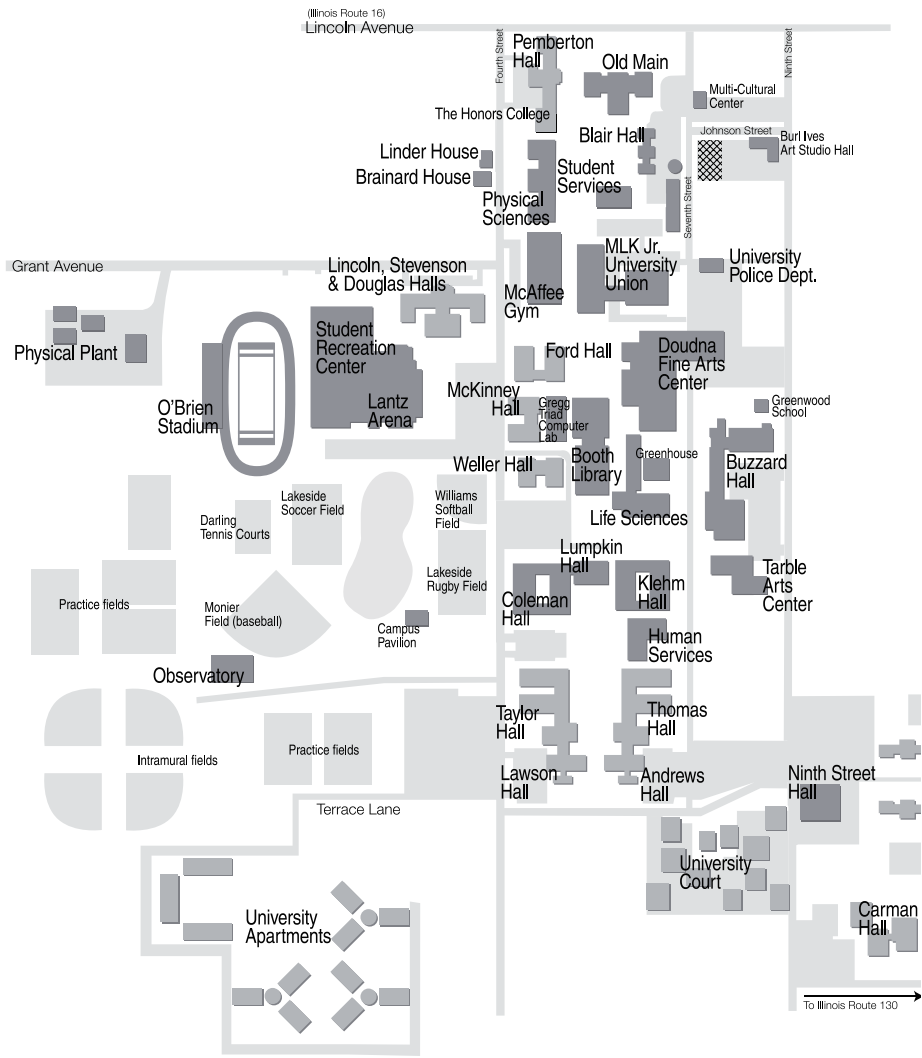 (Illinois Route 16)
Lincoln Avenue
Fourth Street
Ninth Street
Pemberton
Hall
Old Main
Multi-Cultural
Center
The Honors College
Blair Hall
Johnson Street
Burl Ives
Art Studio Hall
Linder House
Brainard House
Student
Services
Physical
Sciences
Seventh Street
MLK Jr.
University
Union
University
Police Dept.
Grant Avenue
Lincoln, Stevenson
& Douglas Halls
McAffee
Gym
Physical Plant
Student
Recreation
Center
Ford Hall
Doudna
Fine Arts
Center
O'Brien
Stadium
Lantz
Arena
McKinney
Hall
Gregg
Triad
Computer
Lab
Greenwood
School
Weller Hall
Booth
Library
Greenhouse
Buzzard
Hall
Lakeside
Soccer Field
Williams
Softball
Field
Darling
Tennis Courts
Life Sciences
Lumpkin
Hall
Tarble
Arts
Center
Practice fields
Monier
Field (baseball)
Lakeside
Rugby Field
Coleman
Hall
Klehm
Hall
Campus
Pavilion
Human
Services
Observatory
Taylor
Hall
Thomas
Hall
Intramural fields
Practice fields
Lawson
Hall
Andrews
Hall
Ninth Street
Hall
Terrace Lane
University
Court
University
Apartments
Carman
Hall
To Illinois Route 130